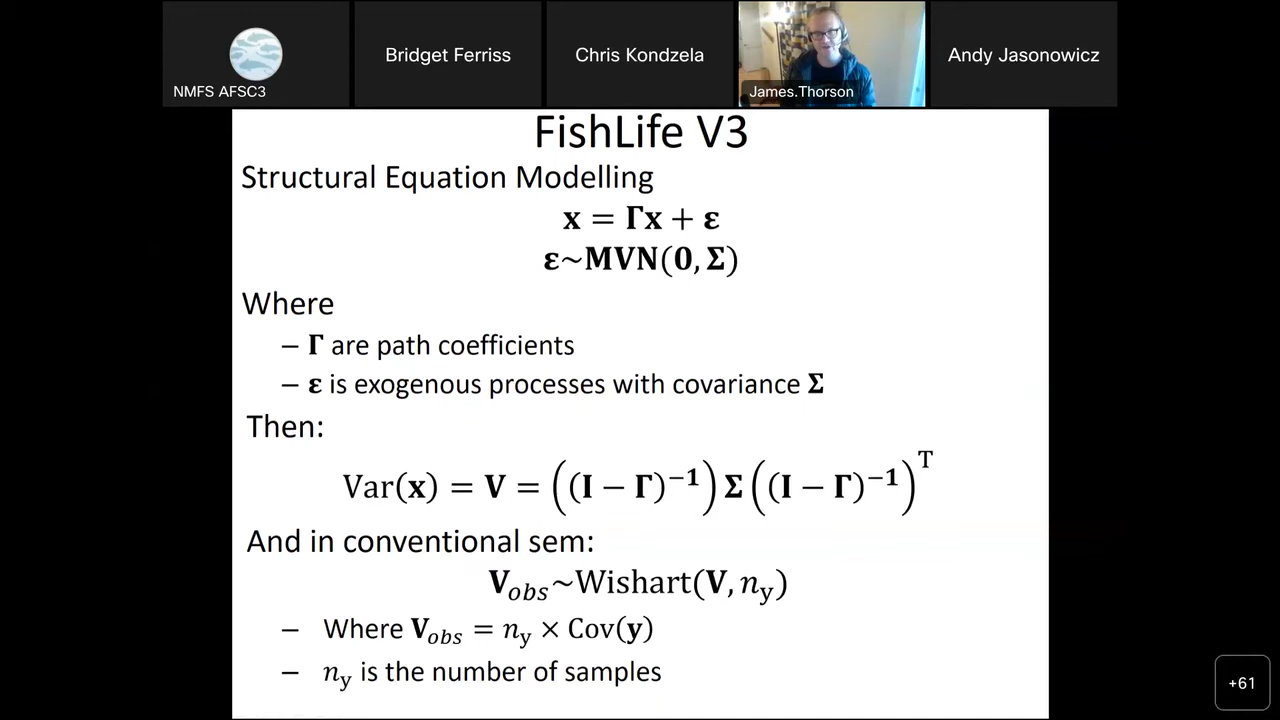 NMFS AFSC3
Bridget Ferriss
Chris Kondzela
James.Thorson
Andy Jasonowicz
FishLife V3
Structural Equation Modelling
𝐱 = 𝚪𝐱 + 𝛆
𝛆~𝐌𝐕𝐍(𝟎, 𝚺)
Where
– 𝚪 are path coefficients
– 𝛆 is exogenous processes with covariance 𝚺
Then:
Var(𝐱) = 𝐕 = ((𝐈 − 𝚪)⁻¹) 𝚺 ((𝐈 − 𝚪)⁻¹)ᵀ
And in conventional sem:
𝐕_obs~Wishart(𝐕, n_y)
– Where 𝐕_obs = n_y × Cov(𝐲)
– n_y is the number of samples
+61